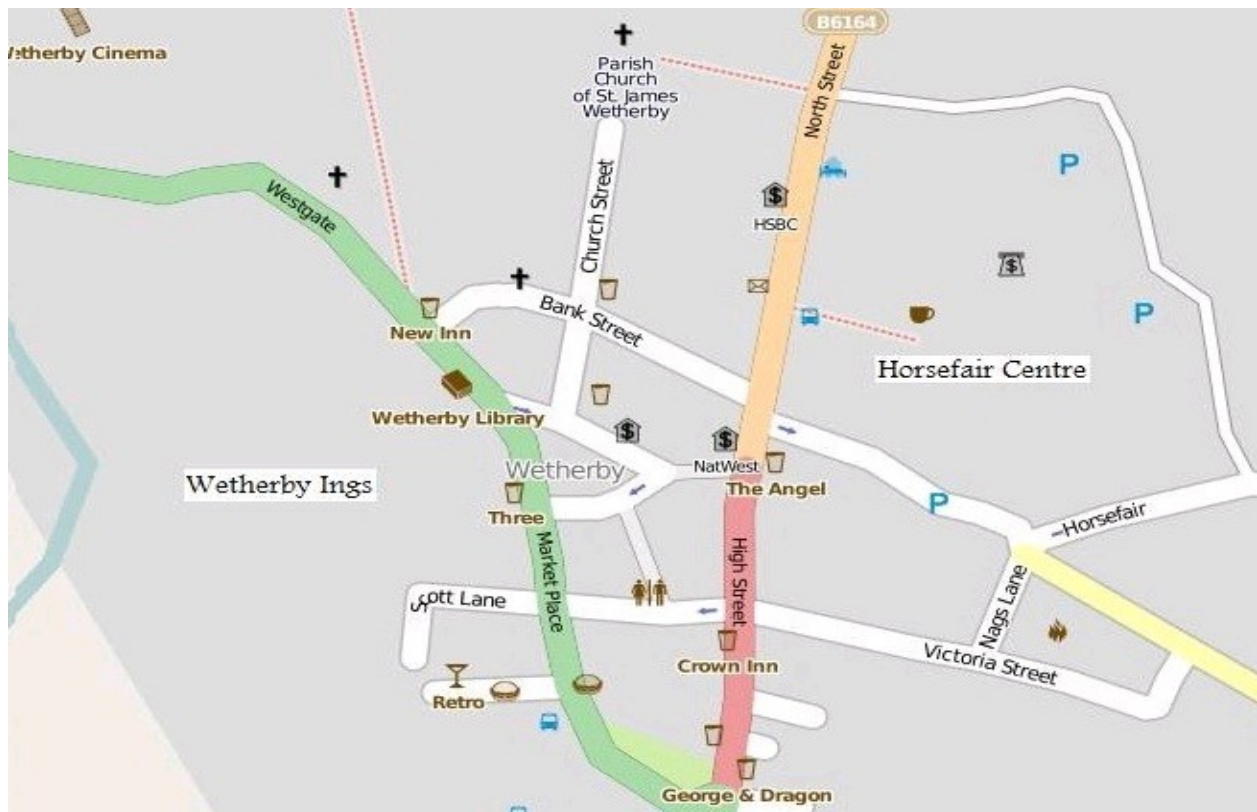 B6164
Wetherby Cinema
Parish
Church
of St. James
Wetherby
North Street
P
Westgate
Church Street
HSBC
$
$
Bank Street
P
New Inn
Horsefair Centre
Wetherby Library
$
$
Wetherby
NatWest
The Angel
Wetherby Ings
P
Three
Horsefair
Market Place
High Street
Nags Lane
Scott Lane
Crown Inn
Victoria Street
Retro
George & Dragon